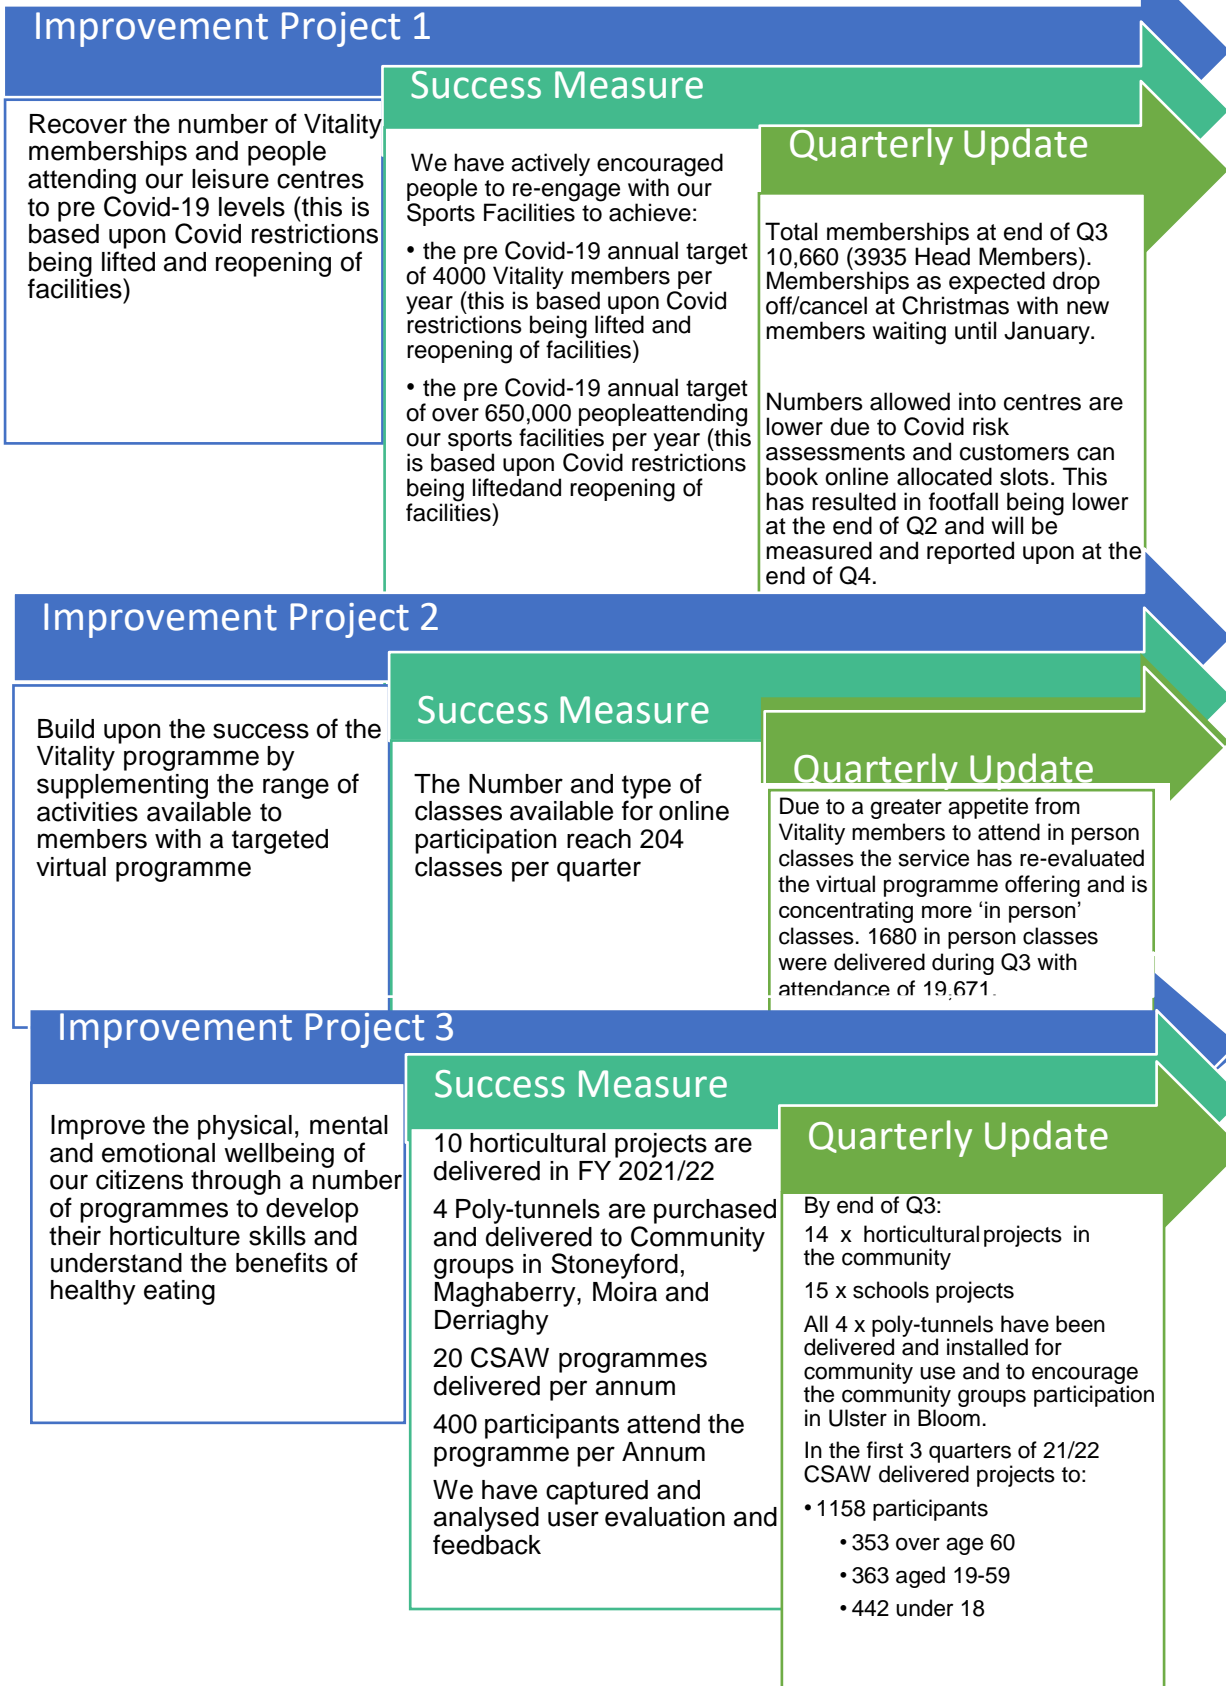 Improvement Project 1
Recover the number of Vitality
memberships and people
attending our leisure centres
to pre Covid-19 levels (this is
based upon Covid restrictions
being lifted and reopening of
facilities)
Success Measure
We have actively encouraged
people to re-engage with our
Sports Facilities to achieve:
• the pre Covid-19 annual target
of 4000 Vitality members per
year (this is based upon Covid
restrictions being lifted and
reopening of facilities)
• the pre Covid-19 annual target
of over 650,000 peopleattending
our sports facilities per year (this
is based upon Covid restrictions
being liftedand reopening of
facilities)
Quarterly Update
Total memberships at end of Q3
10,660 (3935 Head Members).
Memberships as expected drop
off/cancel at Christmas with new
members waiting until January.
Numbers allowed into centres are
lower due to Covid risk
assessments and customers can
book online allocated slots. This
has resulted in footfall being lower
at the end of Q2 and will be
measured and reported upon at the
end of Q4.
Improvement Project 2
Build upon the success of the
Vitality programme by
supplementing the range of
activities available to
members with a targeted
virtual programme
Success Measure
The Number and type of
classes available for online
participation reach 204
classes per quarter
Quarterly Update
Due to a greater appetite from
Vitality members to attend in person
classes the service has re-evaluated
the virtual programme offering and is
concentrating more ‘in person’
classes. 1680 in person classes
were delivered during Q3 with
attendance of 19,671.
Improvement Project 3
Improve the physical, mental
and emotional wellbeing of
our citizens through a number
of programmes to develop
their horticulture skills and
understand the benefits of
healthy eating
Success Measure
10 horticultural projects are
delivered in FY 2021/22
4 Poly-tunnels are purchased
and delivered to Community
groups in Stoneyford,
Maghaberry, Moira and
Derriaghy
20 CSAW programmes
delivered per annum
400 participants attend the
programme per Annum
We have captured and
analysed user evaluation and
feedback
Quarterly Update
By end of Q3:
14 x horticultural projects in
the community
15 x schools projects
All 4 x poly-tunnels have been
delivered and installed for
community use and to encourage
the community groups participation
in Ulster in Bloom.
In the first 3 quarters of 21/22
CSAW delivered projects to:
• 1158 participants
• 353 over age 60
• 363 aged 19-59
• 442 under 18